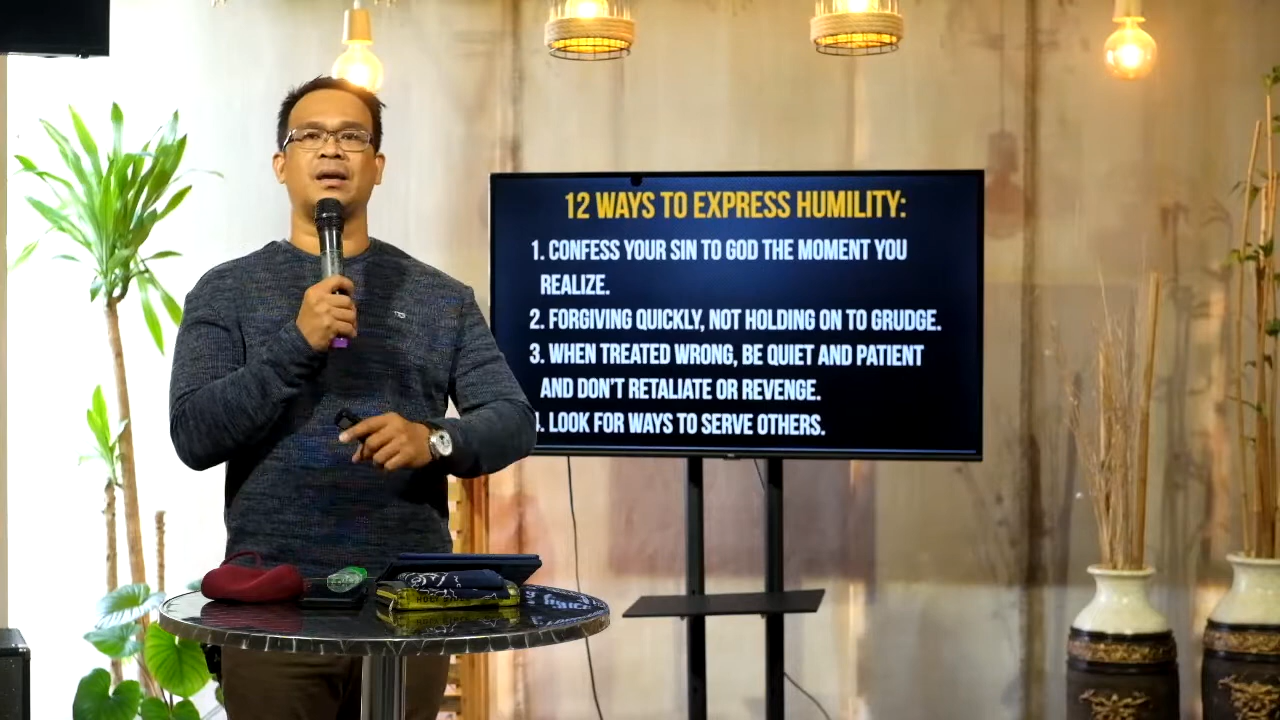 12 WAYS TO EXPRESS HUMILITY:
1. CONFESS YOUR SIN TO GOD THE MOMENT YOU
REALIZE.
2. FORGIVING QUICKLY, NOT HOLDING ON TO GRUDGE.
3. WHEN TREATED WRONG, BE QUIET AND PATIENT
AND DON'T RETALIATE OR REVENGE.
4. LOOK FOR WAYS TO SERVE OTHERS.